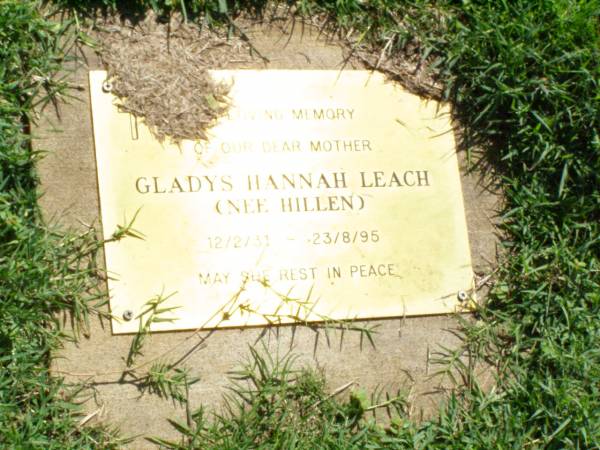 LOVING MEMORY
OF OUR DEAR MOTHER
GLADYS HANNAH LEACH
(NEE HILLEN)
12/2/31 - 23/8/95
MAY SHE REST IN PEACE